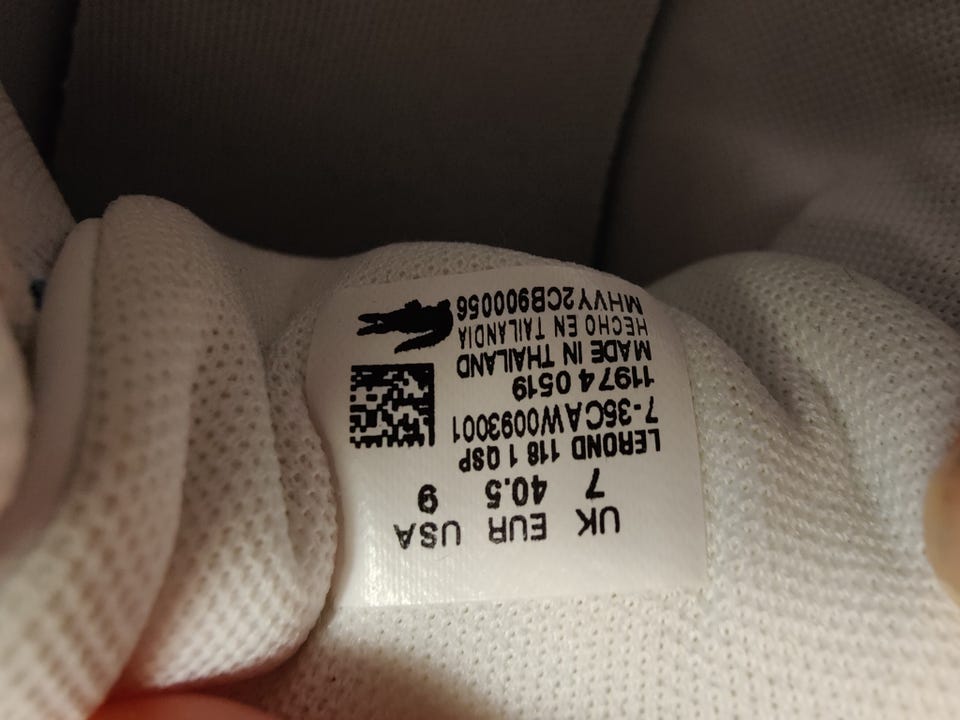 UK EUR USA
7 40.5 9
LEROND 118 1 QSP
7-35CAW0093001
11974 0519
MADE IN THAILAND
HECHO EN TAILANDIA
MHVY2CB900056